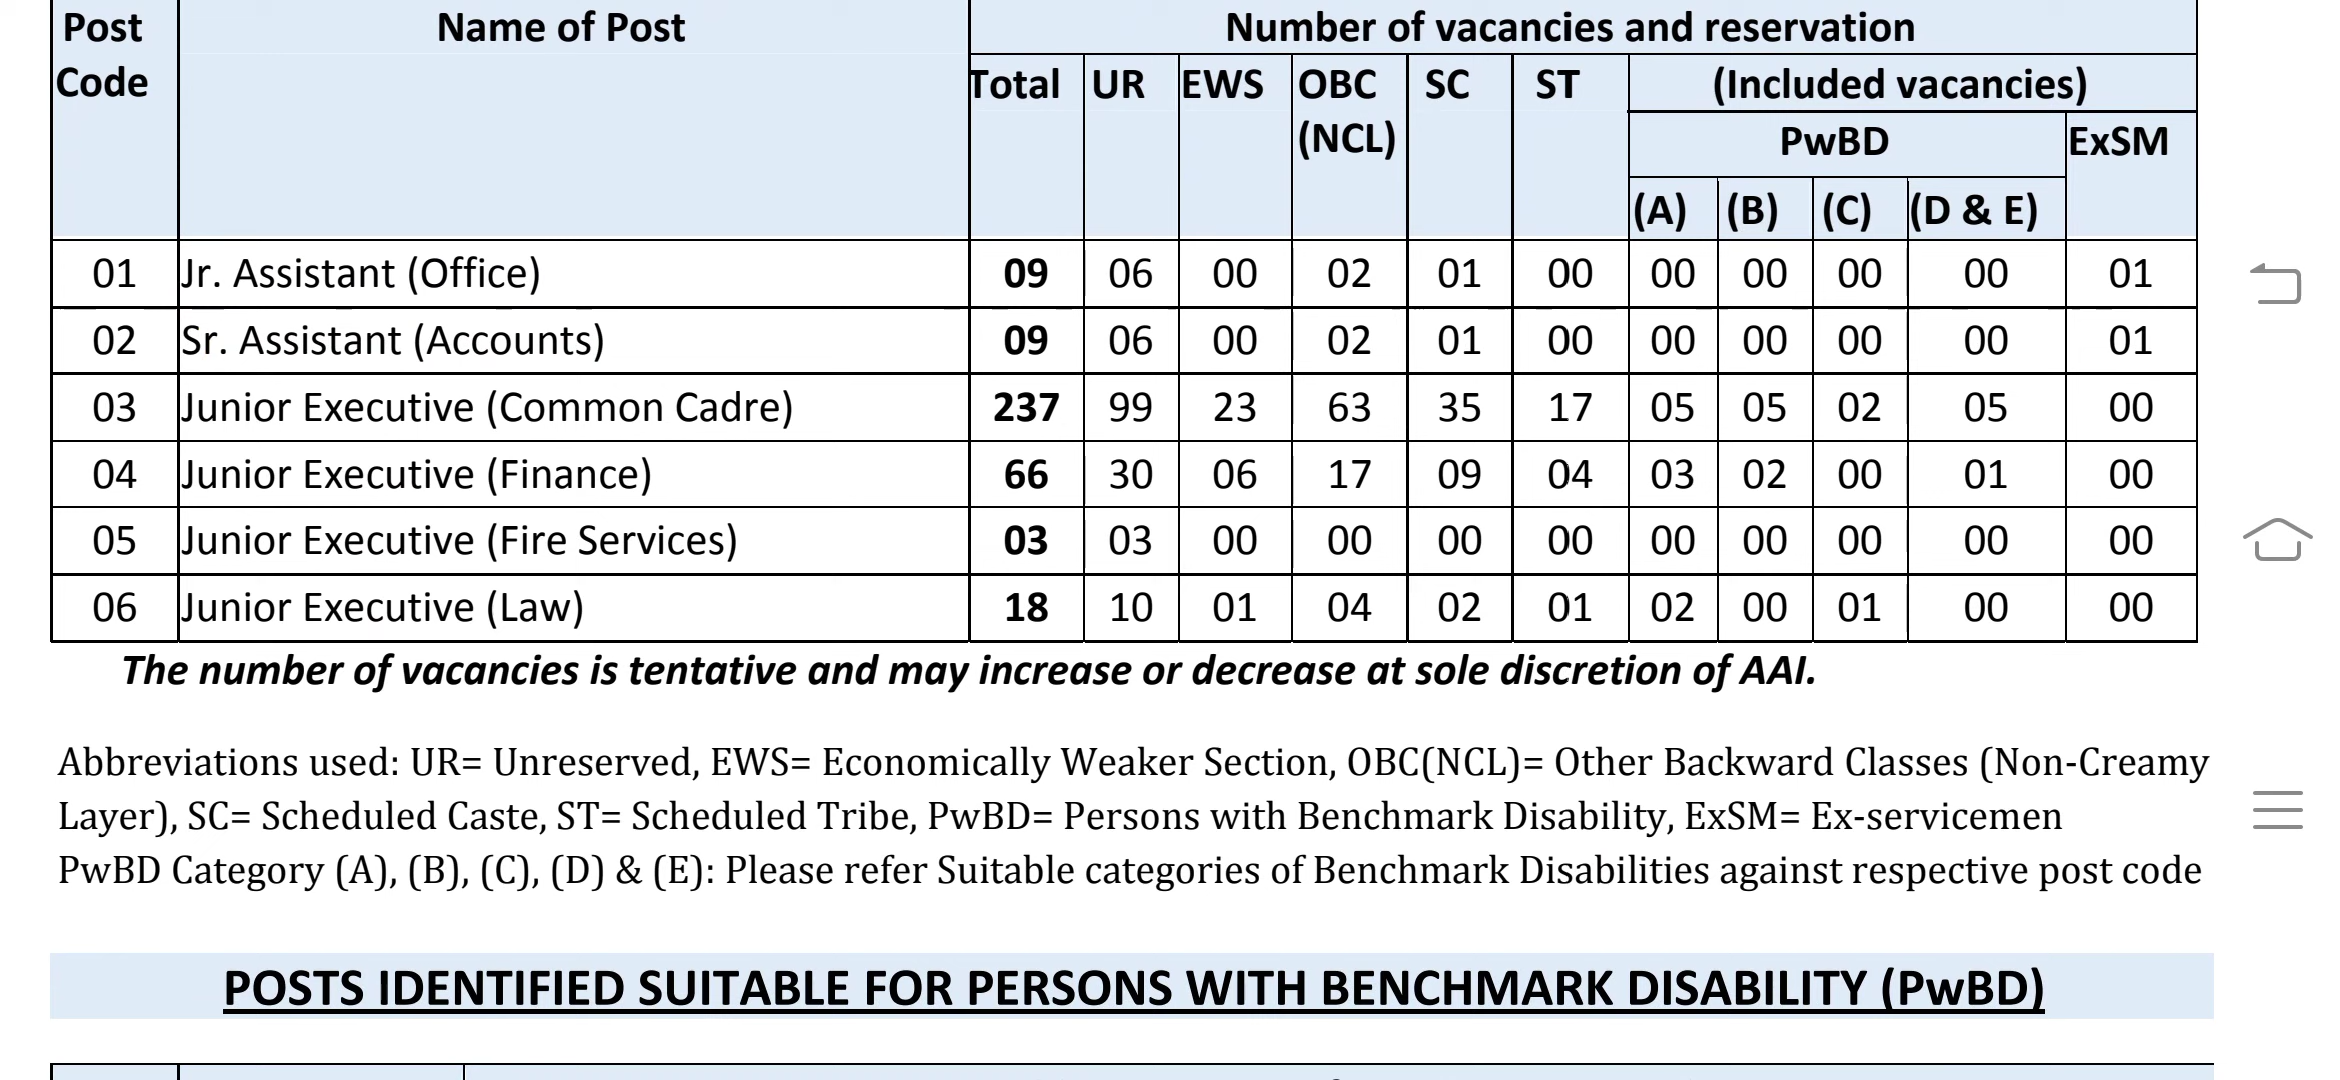 Post Code Name of Post Number of vacancies and reservation
Total UR EWS OBC (NCL) SC ST (Included vacancies)
PwBD ExSM
(A) (B) (C) (D & E)
01 Jr. Assistant (Office) 09 06 00 02 01 00 00 00 00 00 01
02 Sr. Assistant (Accounts) 09 06 00 02 01 00 00 00 00 00 01
03 Junior Executive (Common Cadre) 237 99 23 63 35 17 05 05 02 05 00
04 Junior Executive (Finance) 66 30 06 17 09 04 03 02 00 01 00
05 Junior Executive (Fire Services) 03 03 00 00 00 00 00 00 00 00 00
06 Junior Executive (Law) 18 10 01 04 02 01 02 00 01 00 00
The number of vacancies is tentative and may increase or decrease at sole discretion of AAI.
Abbreviations used: UR= Unreserved, EWS= Economically Weaker Section, OBC(NCL)= Other Backward Classes (Non-Creamy
Layer), SC= Scheduled Caste, ST= Scheduled Tribe, PwBD= Persons with Benchmark Disability, ExSM= Ex-servicemen
PwBD Category (A), (B), (C), (D) & (E): Please refer Suitable categories of Benchmark Disabilities against respective post code
POSTS IDENTIFIED SUITABLE FOR PERSONS WITH BENCHMARK DISABILITY (PwBD)